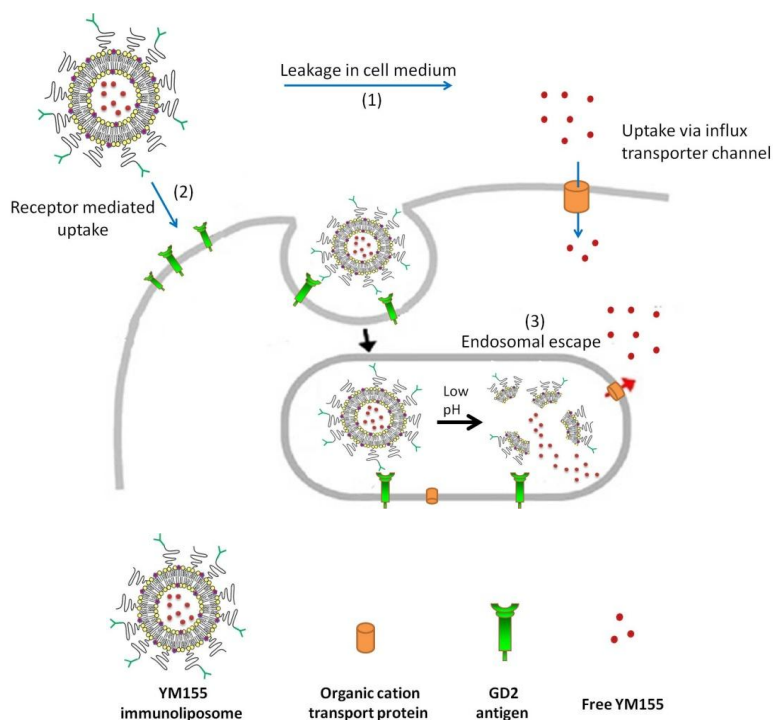 Leakage in cell medium
(1)
Uptake via influx
transporter channel
(2)
Receptor mediated
uptake
(3)
Endosomal escape
Low
pH
YM155
immunoliposome
Organic cation
transport protein
GD2
antigen
Free YM155